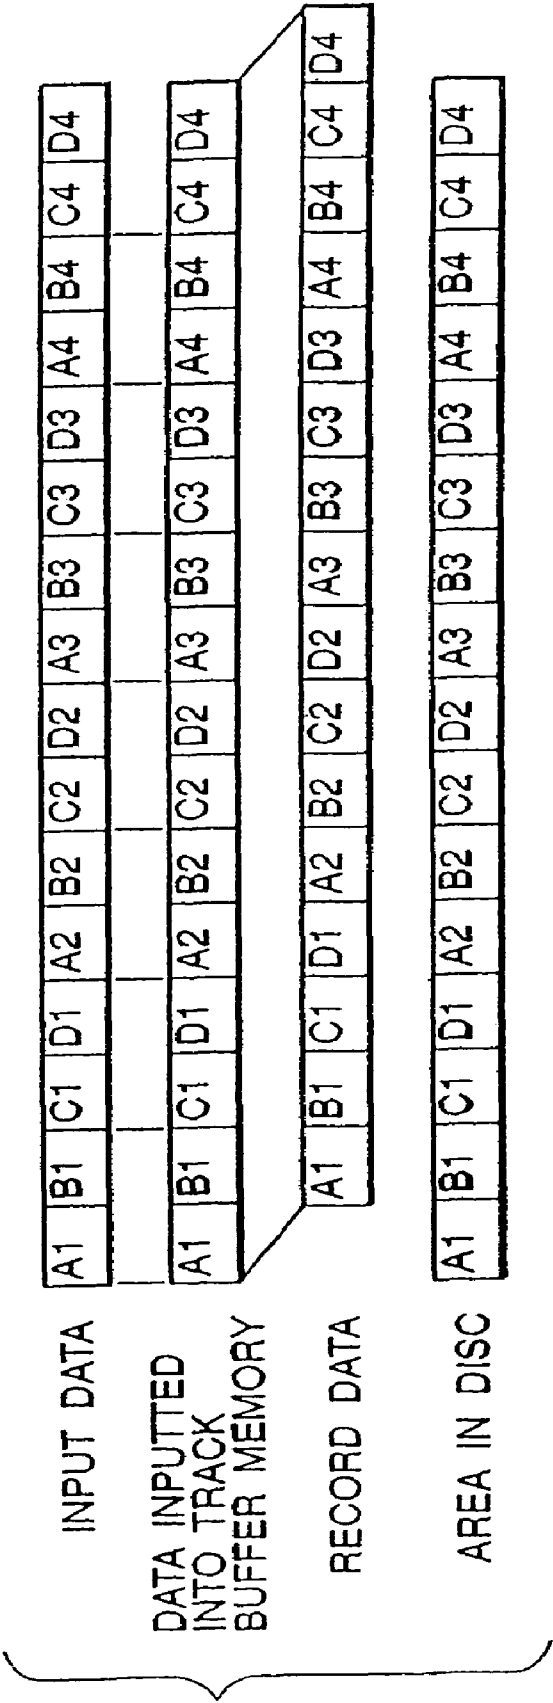 INPUT DATA
A1 B1 C1 D1 A2 B2 C2 D2 A3 B3 C3 D3 A4 B4 C4 D4
DATA INPUTTED
INTO TRACK
BUFFER MEMORY
A1 B1 C1 D1 A2 B2 C2 D2 A3 B3 C3 D3 A4 B4 C4 D4
RECORD DATA
A1 B1 C1 D1 A2 B2 C2 D2 A3 B3 C3 D3 A4 B4 C4 D4
AREA IN DISC
A1 B1 C1 D1 A2 B2 C2 D2 A3 B3 C3 D3 A4 B4 C4 D4